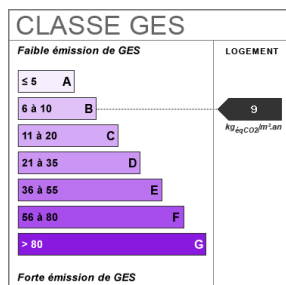 CLASSE GES
Faible émission de GES
LOGEMENT
≤ 5 A
6 à 10 B
9
kgéqCO2/m².an
11 à 20 C
21 à 35 D
36 à 55 E
56 à 80 F
> 80 G
Forte émission de GES